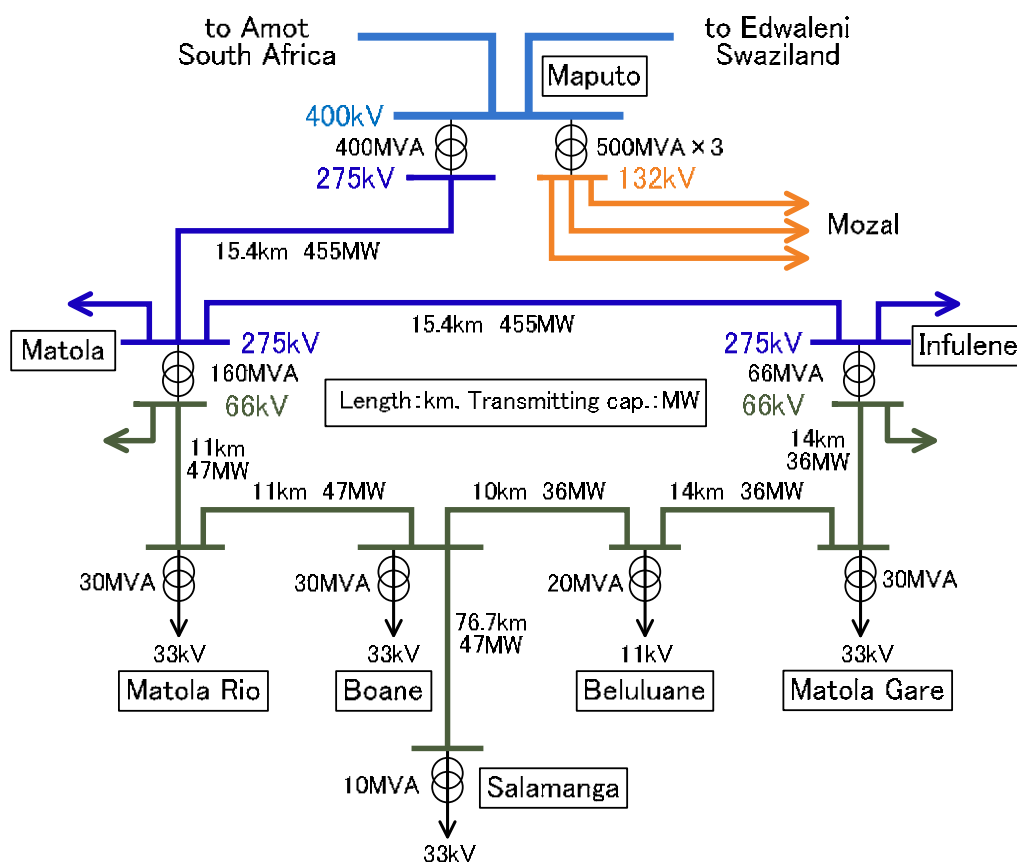 to Amot
South Africa
to Edwaleni
Swaziland
Maputo
400kV
400MVA
500MVA×3
275kV
132kV
Mozal
15.4km 455MW
15.4km 455MW
Matola
275kV
275kV
Infulene
160MVA
66MVA
Length:km. Transmitting cap.:MW
66kV
66kV
11km
47MW
14km
36MW
11km 47MW
10km 36MW
14km 36MW
30MVA
30MVA
20MVA
30MVA
76.7km
47MW
33kV
33kV
11kV
33kV
Matola Rio
Boane
Beluluane
Matola Gare
10MVA
Salamanga
33kV